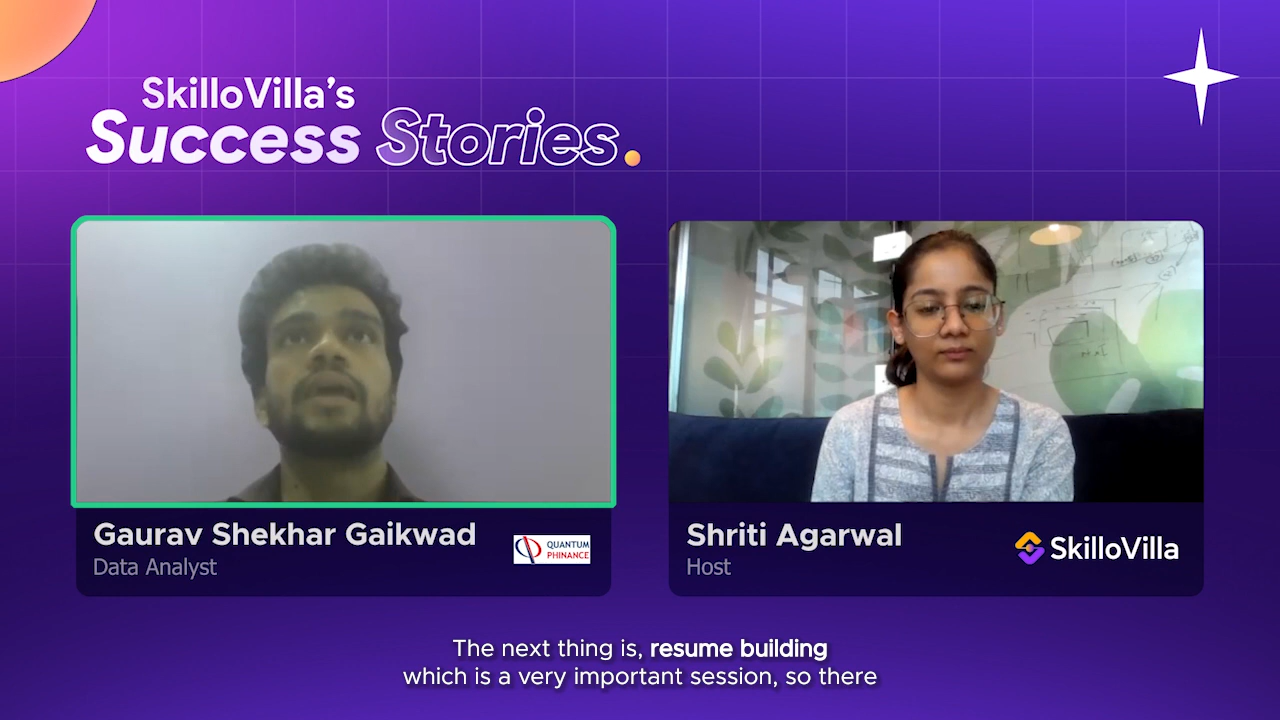 SkilloVilla's
Success Stories.
Gaurav Shekhar Gaikwad
Data Analyst
QUANTUM
PHINANCE
Shriti Agarwal
Host
SkilloVilla
The next thing is, resume building
which is a very important session, so there